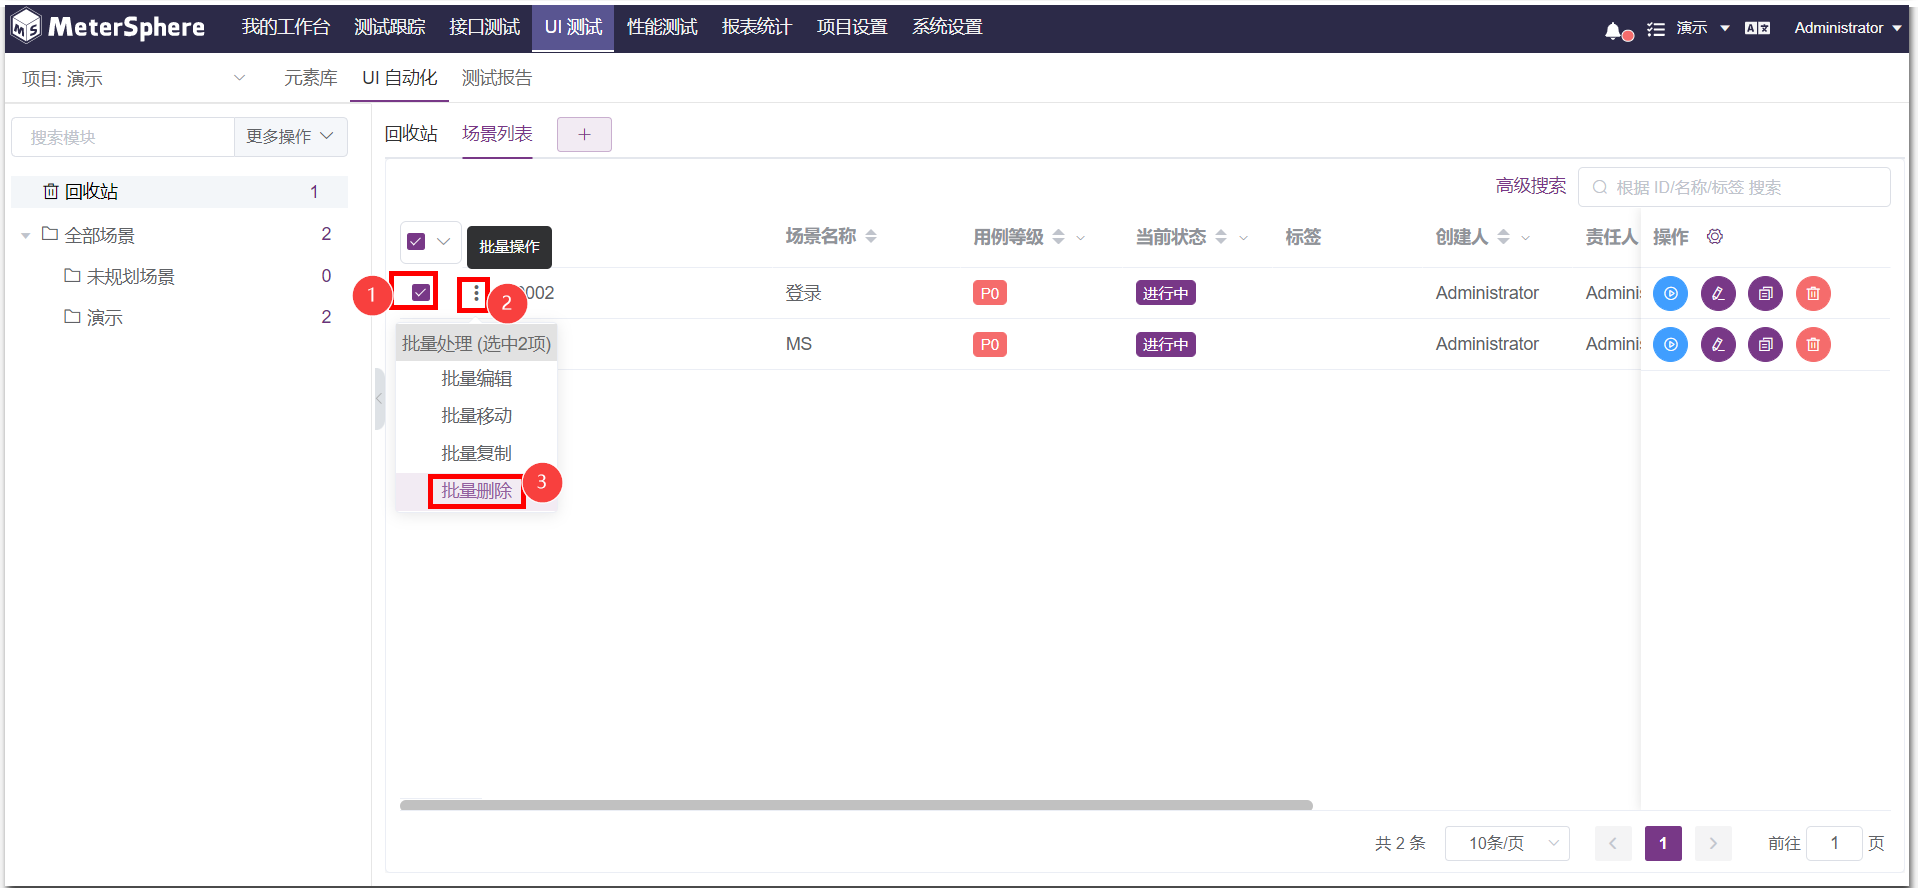 MeterSphere 我的工作台 测试跟踪 接口测试 UI 测试 性能测试 报表统计 项目设置 系统设置 演示 Administrator
项目: 演示 元素库 UI 自动化 测试报告
搜索模块 更多操作
回收站 1
全部场景 2
未规划场景 0
演示 2
回收站 场景列表 +
高级搜索 根据 ID/名称/标签 搜索
批量操作 场景名称 用例等级 当前状态 标签 创建人 责任人 操作
1 2 0002 登录 P0 进行中 Administrator Admini
MS P0 进行中 Administrator Admini
批量处理 (选中2项)
批量编辑
批量移动
批量复制
批量删除 3
共 2 条 10条/页 1 前往 1 页